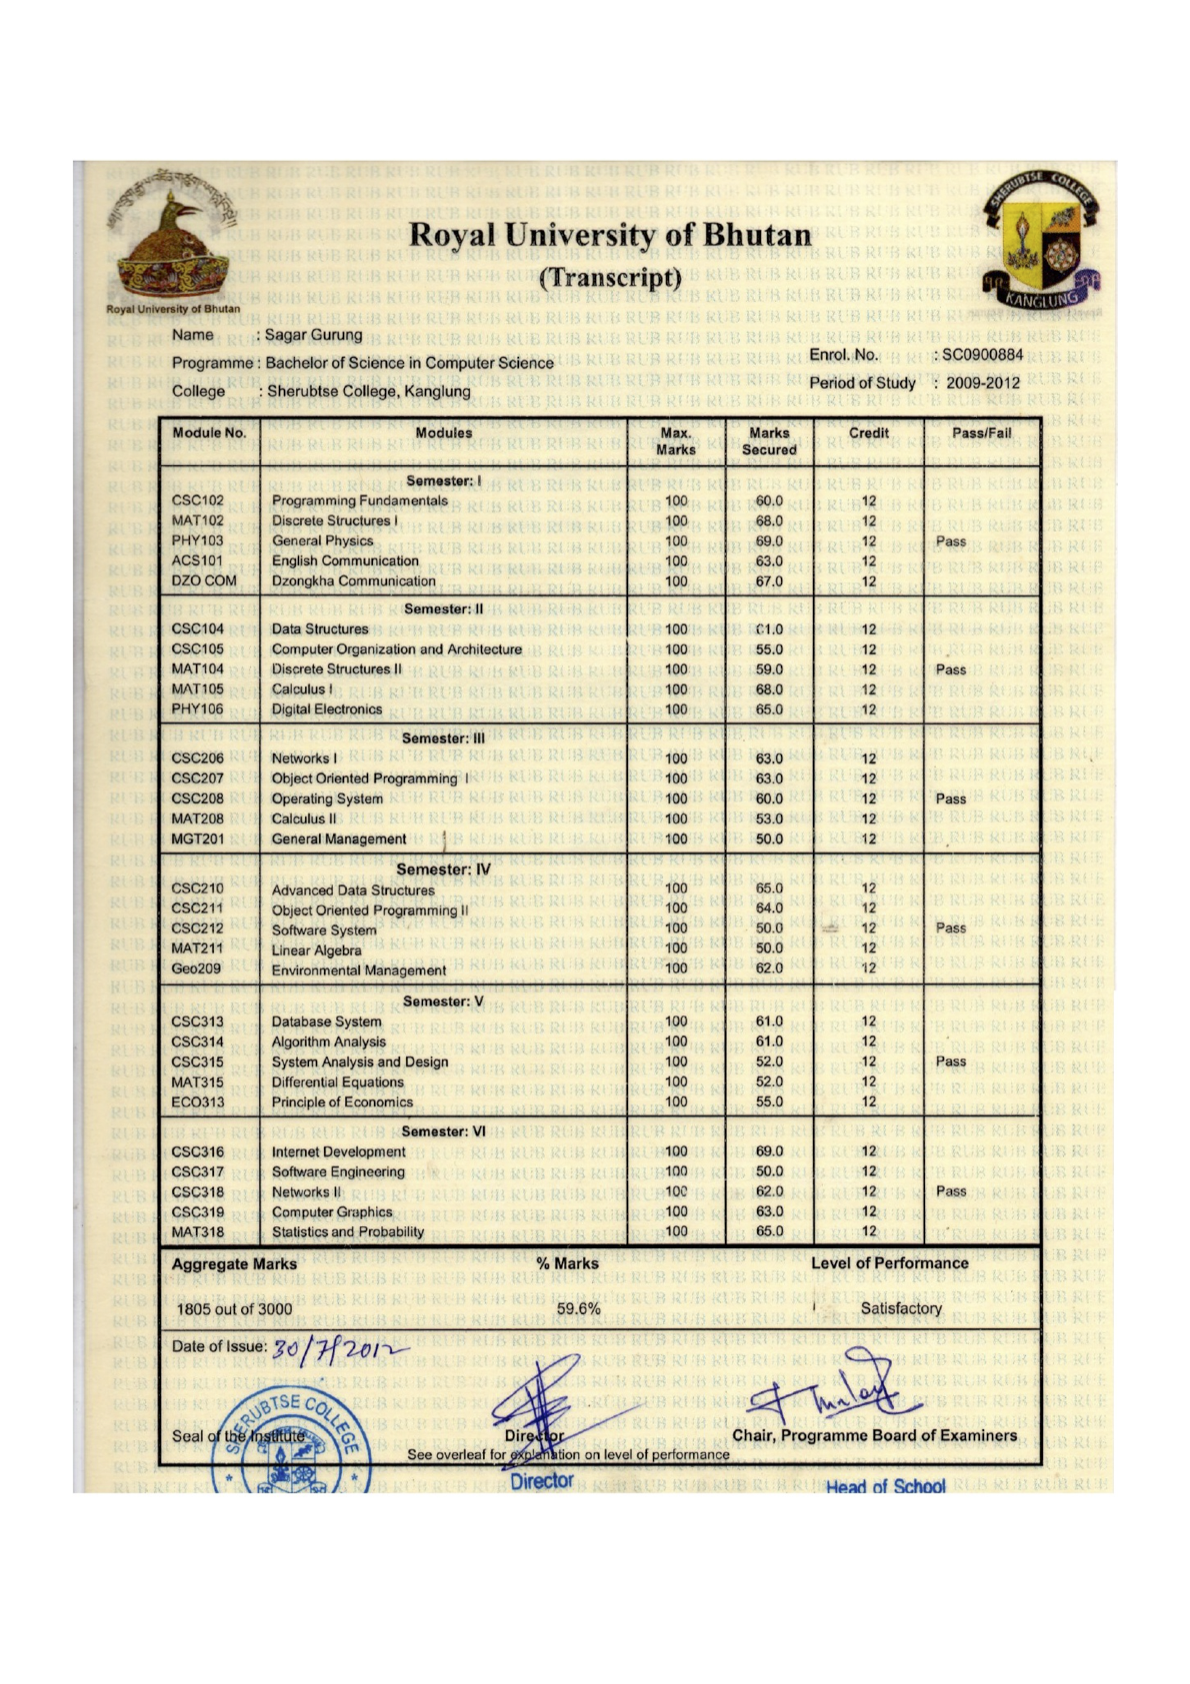 Royal University of Bhutan
(Transcript)
Royal University of Bhutan
SHERUBTSE COLLEGE
KANGLUNG
Name : Sagar Gurung
Programme : Bachelor of Science in Computer Science
College : Sherubtse College, Kanglung
Enrol. No. : SC0900884
Period of Study : 2009-2012
Module No. Modules Max. Marks Marks Secured Credit Pass/Fail
Semester: I
CSC102 Programming Fundamentals 100 60.0 12
MAT102 Discrete Structures I 100 68.0 12
PHY103 General Physics 100 69.0 12 Pass
ACS101 English Communication 100 63.0 12
DZO COM Dzongkha Communication 100 67.0 12
Semester: II
CSC104 Data Structures 100 12
CSC105 Computer Organization and Architecture 100 55.0 12
MAT104 Discrete Structures II 100 59.0 12 Pass
MAT105 Calculus I 100 68.0 12
PHY106 Digital Electronics 100 65.0 12
Semester: III
CSC206 Networks I 100 63.0 12
CSC207 Object Oriented Programming I 100 63.0 12
CSC208 Operating System 100 60.0 12 Pass
MAT208 Calculus II 100 53.0 12
MGT201 General Management 100 50.0 12
Semester: IV
CSC210 Advanced Data Structures 100 65.0 12
CSC211 Object Oriented Programming II 100 64.0 12
CSC212 Software System 100 50.0 12 Pass
MAT211 Linear Algebra 100 50.0 12
Geo209 Environmental Management 100 62.0 12
Semester: V
CSC313 Database System 100 61.0 12
CSC314 Algorithm Analysis 100 61.0 12
CSC315 System Analysis and Design 100 52.0 12 Pass
MAT315 Differential Equations 100 52.0 12
ECO313 Principle of Economics 100 55.0 12
Semester: VI
CSC316 Internet Development 100 69.0 12
CSC317 Software Engineering 100 50.0 12
CSC318 Networks II 100 62.0 12 Pass
CSC319 Computer Graphics 100 63.0 12
MAT318 Statistics and Probability 100 65.0 12
Aggregate Marks % Marks Level of Performance
1805 out of 3000 59.6% Satisfactory
Date of Issue: 30/7/2012
SHERUBTSE COLLEGE
Seal of the Institute Director Chair, Programme Board of Examiners
See overleaf for explanation on level of performance
Director Head of School